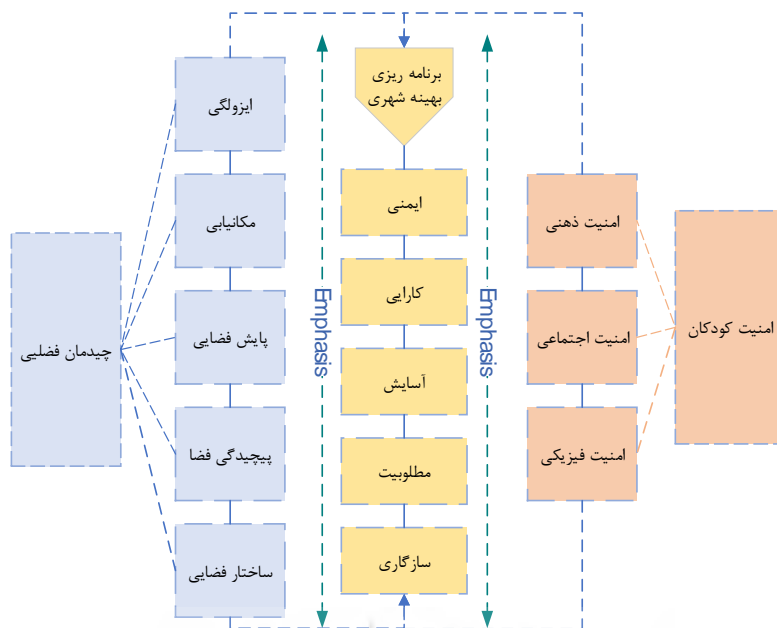 برنامه ریزی
بهینه شهری
ایزولگی
مکانیابی
پایش فضایی
پیچیدگی فضا
ساختار فضایی
چیدمان فضلیی
Emphasis
ایمنی
کارایی
آسایش
مطلوبیت
سازگاری
Emphasis
امنیت ذهنی
امنیت اجتماعی
امنیت فیزیکی
امنیت کودکان